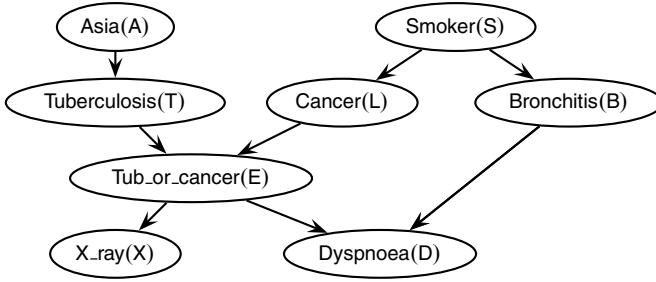 Asia(A)
Smoker(S)
Tuberculosis(T)
Cancer(L)
Bronchitis(B)
Tub_or_cancer(E)
X_ray(X)
Dyspnoea(D)